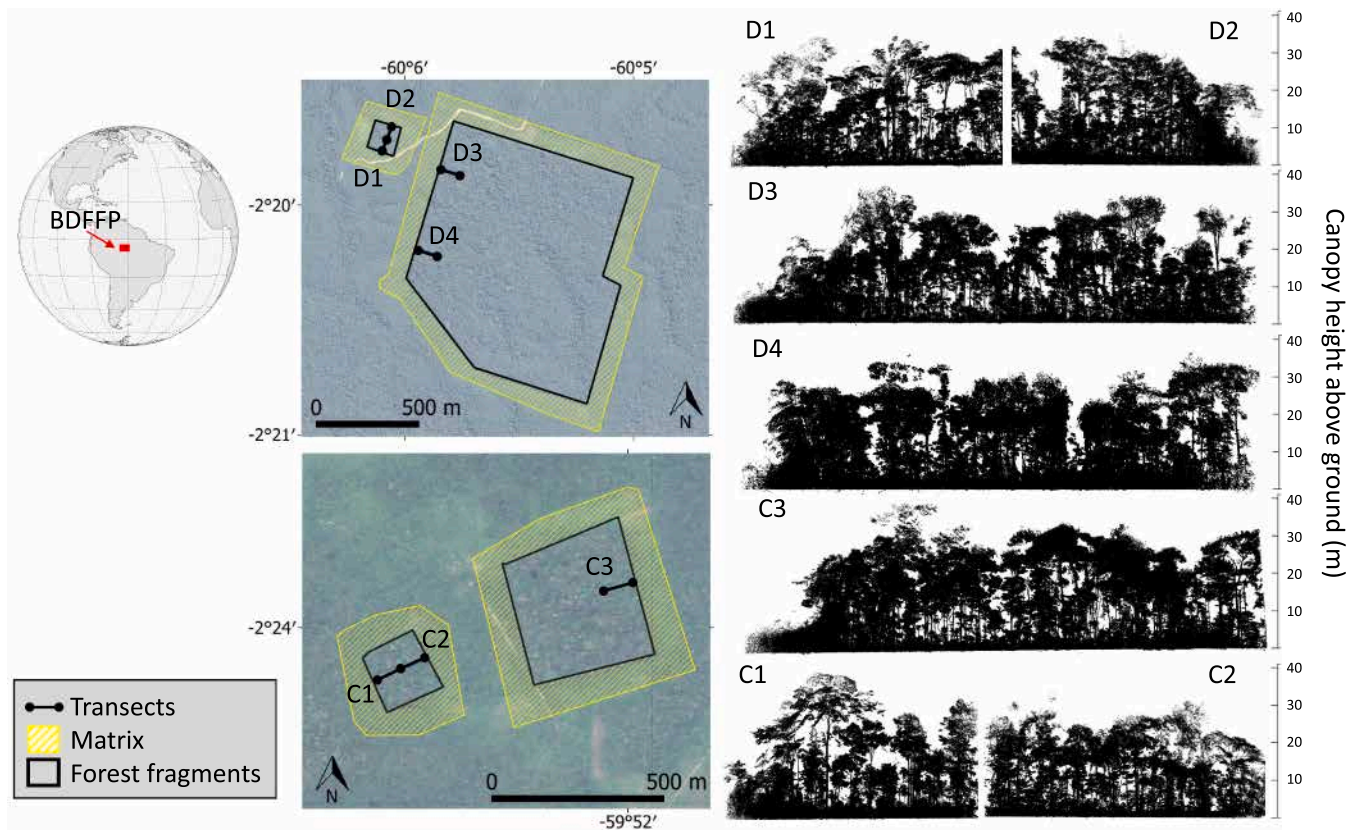 BDFFP
-60°6′
-60°5′
-2°20′
-2°21′
D2
D1
D3
D4
0
500 m
N
C3
C2
C1
-2°24′
N
0
500 m
-59°52′
Transects
Matrix
Forest fragments
D1
D2
40
30
20
10
D3
40
30
20
10
D4
40
30
20
10
C3
40
30
20
10
C1
C2
40
30
20
10
Canopy height above ground (m)